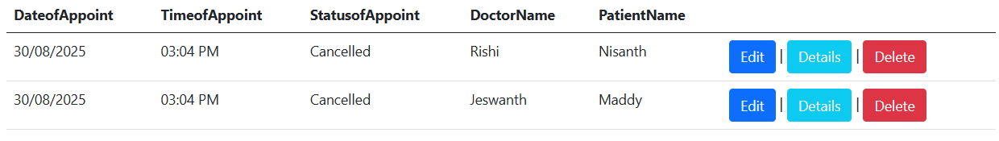 DateofAppoint TimeofAppoint StatusofAppoint DoctorName PatientName
30/08/2025 03:04 PM Cancelled Rishi Nisanth Edit | Details | Delete
30/08/2025 03:04 PM Cancelled Jeswanth Maddy Edit | Details | Delete